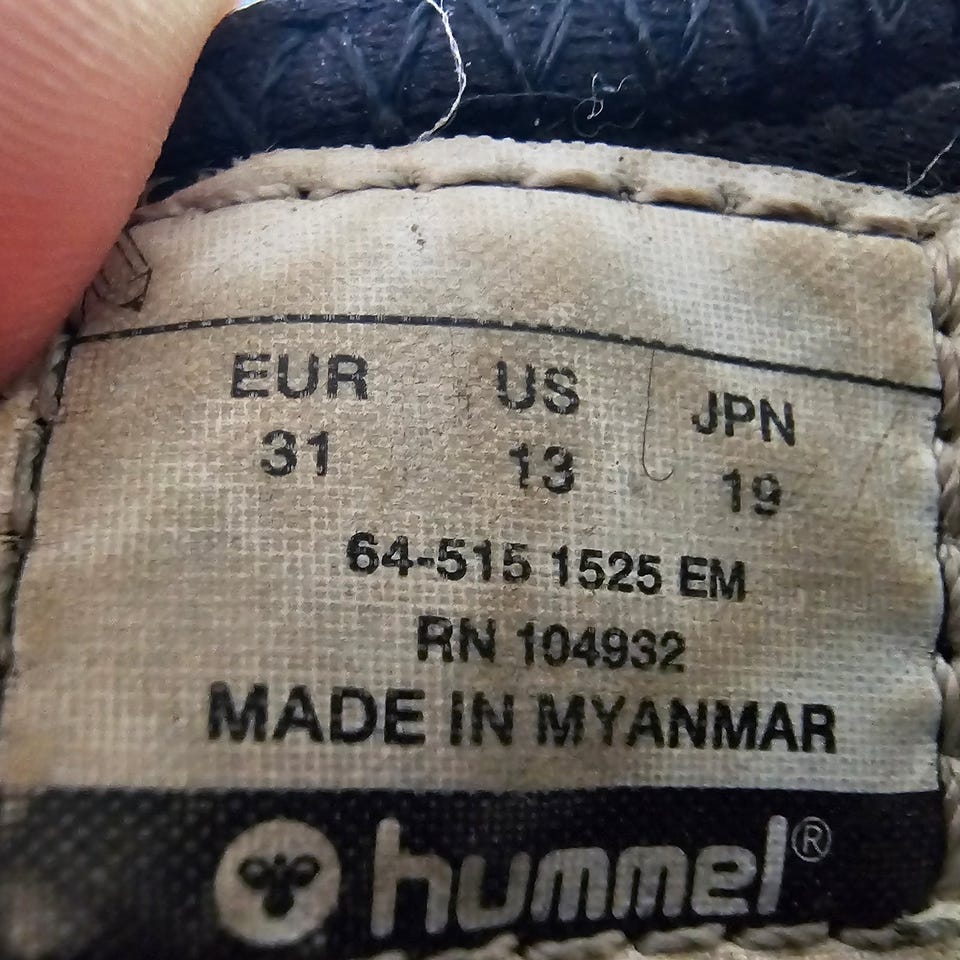 EUR US JPN
31 13 19
64-515 1525 EM
RN 104932
MADE IN MYANMAR
hummel®